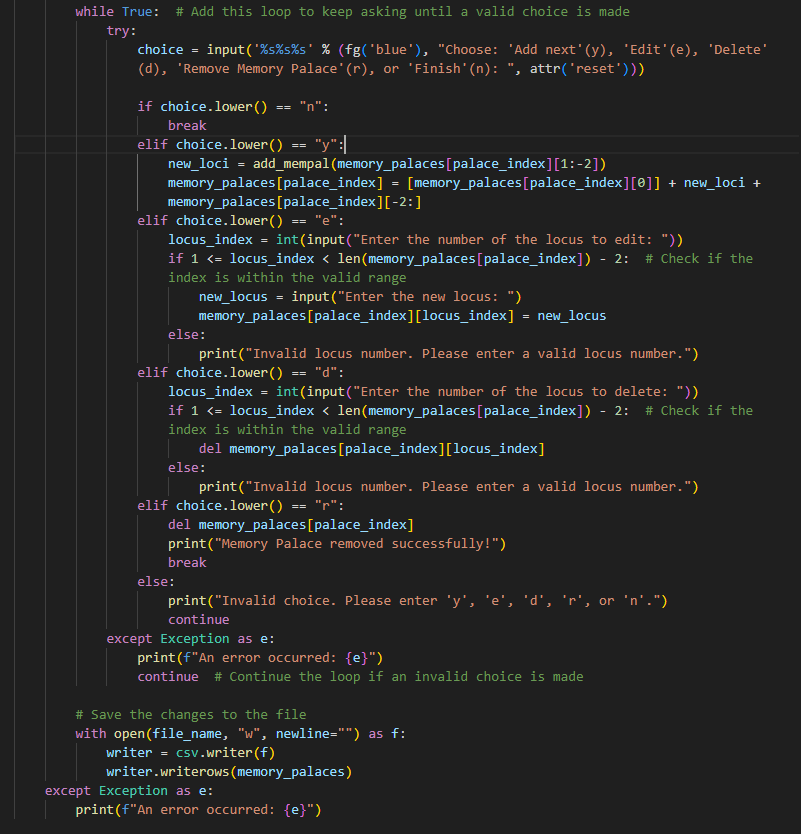 while True:  # Add this loop to keep asking until a valid choice is made
try:
choice = input('%s%s%s' % (fg('blue'), "Choose: 'Add next'(y), 'Edit'(e), 'Delete'
(d), 'Remove Memory Palace'(r), or 'Finish'(n): ", attr('reset')))
if choice.lower() == "n":
break
elif choice.lower() == "y":
new_loci = add_mempal(memory_palaces[palace_index][1:-2])
memory_palaces[palace_index] = [memory_palaces[palace_index][0]] + new_loci +
memory_palaces[palace_index][-2:]
elif choice.lower() == "e":
locus_index = int(input("Enter the number of the locus to edit: "))
if 1 <= locus_index < len(memory_palaces[palace_index]) - 2:  # Check if the
index is within the valid range
new_locus = input("Enter the new locus: ")
memory_palaces[palace_index][locus_index] = new_locus
else:
print("Invalid locus number. Please enter a valid locus number.")
elif choice.lower() == "d":
locus_index = int(input("Enter the number of the locus to delete: "))
if 1 <= locus_index < len(memory_palaces[palace_index]) - 2:  # Check if the
index is within the valid range
del memory_palaces[palace_index][locus_index]
else:
print("Invalid locus number. Please enter a valid locus number.")
elif choice.lower() == "r":
del memory_palaces[palace_index]
print("Memory Palace removed successfully!")
break
else:
print("Invalid choice. Please enter 'y', 'e', 'd', 'r', or 'n'.")
continue
except Exception as e:
print(f"An error occurred: {e}")
continue  # Continue the loop if an invalid choice is made
# Save the changes to the file
with open(file_name, "w", newline="") as f:
writer = csv.writer(f)
writer.writerows(memory_palaces)
except Exception as e:
print(f"An error occurred: {e}")